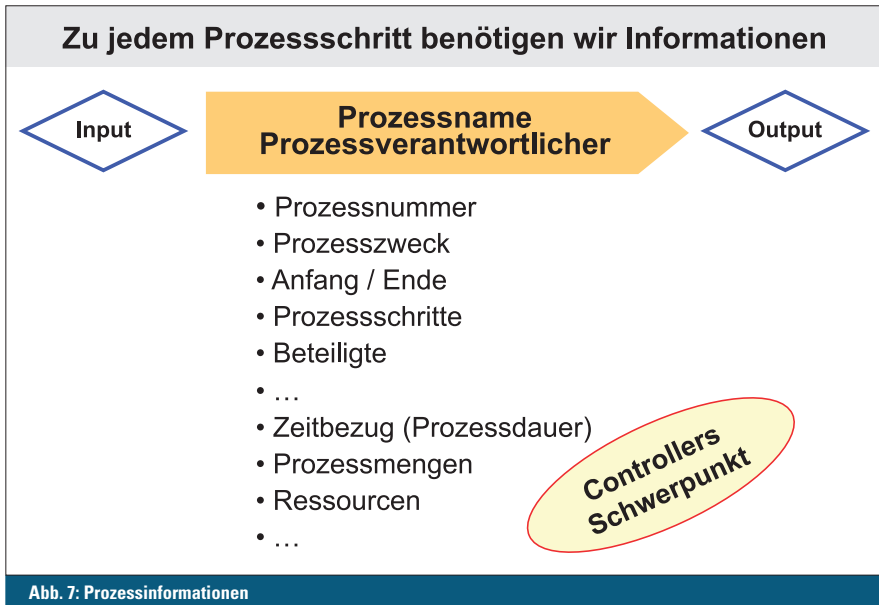 Zu jedem Prozessschritt benötigen wir Informationen
Input
Prozessname
Prozessverantwortlicher
Output
• Prozessnummer
• Prozesszweck
• Anfang / Ende
• Prozessschritte
• Beteiligte
• …
• Zeitbezug (Prozessdauer)
• Prozessmengen
• Ressourcen
• …
Controllers
Schwerpunkt
Abb. 7: Prozessinformationen